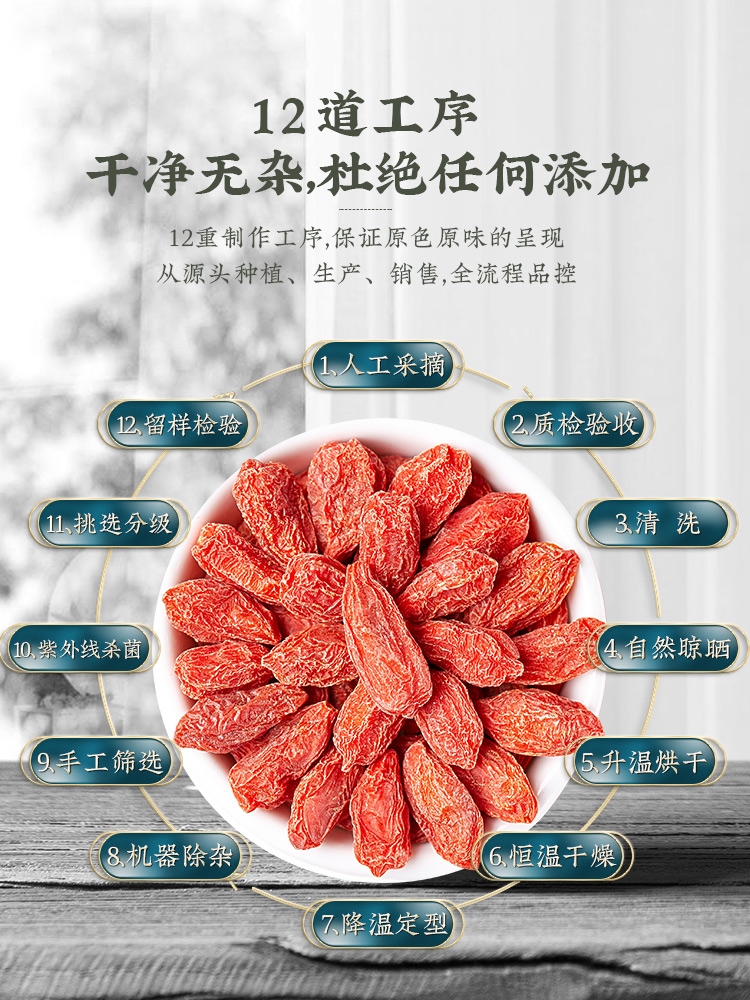 12道工序
干净无杂,杜绝任何添加
12重制作工序,保证原色原味的呈现
从源头种植、生产、销售,全流程品控
1、人工采摘
2、质检验收
3、清 洗
4、自然晾晒
5、升温烘干
6、恒温干燥
7、降温定型
8、机器除杂
9、手工筛选
10、紫外线杀菌
11、挑选分级
12、留样检验